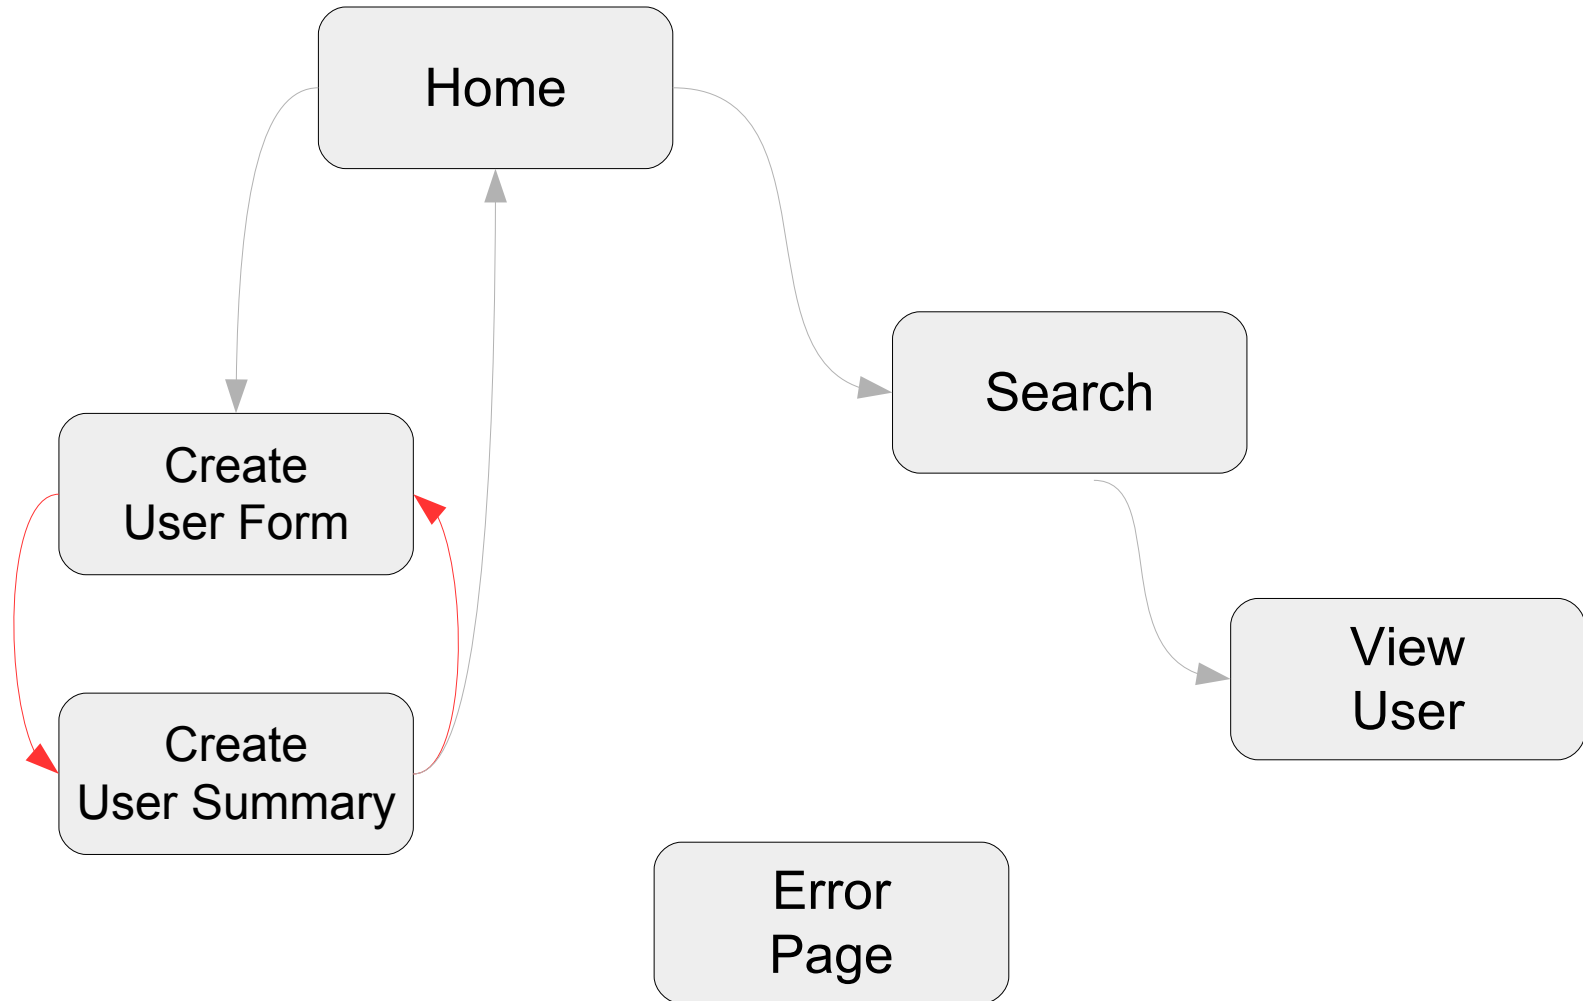 Home
Search
Create
User Form
View
User
Create
User Summary
Error
Page